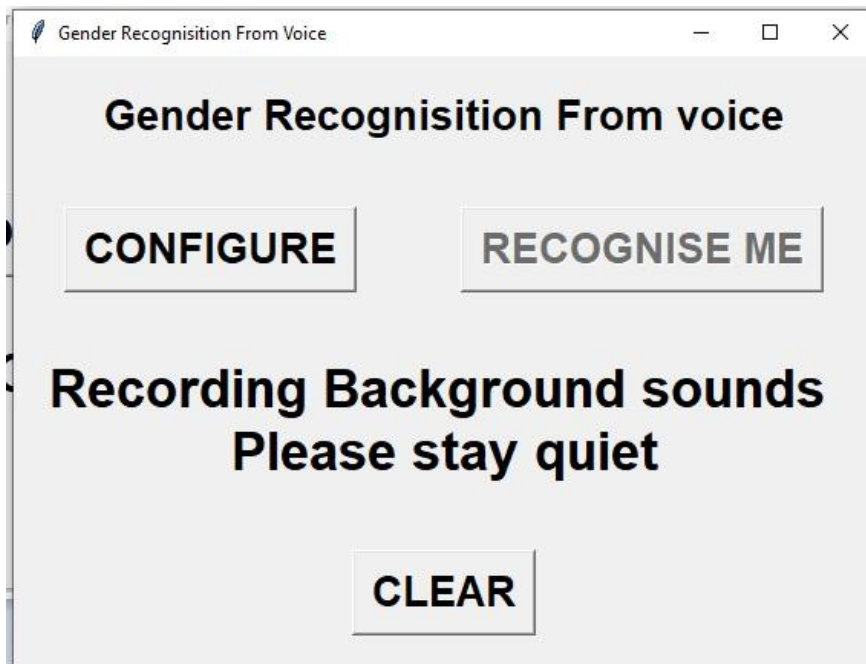 Gender Recognisition From Voice
Gender Recognisition From voice
CONFIGURE
RECOGNISE ME
Recording Background sounds
Please stay quiet
CLEAR